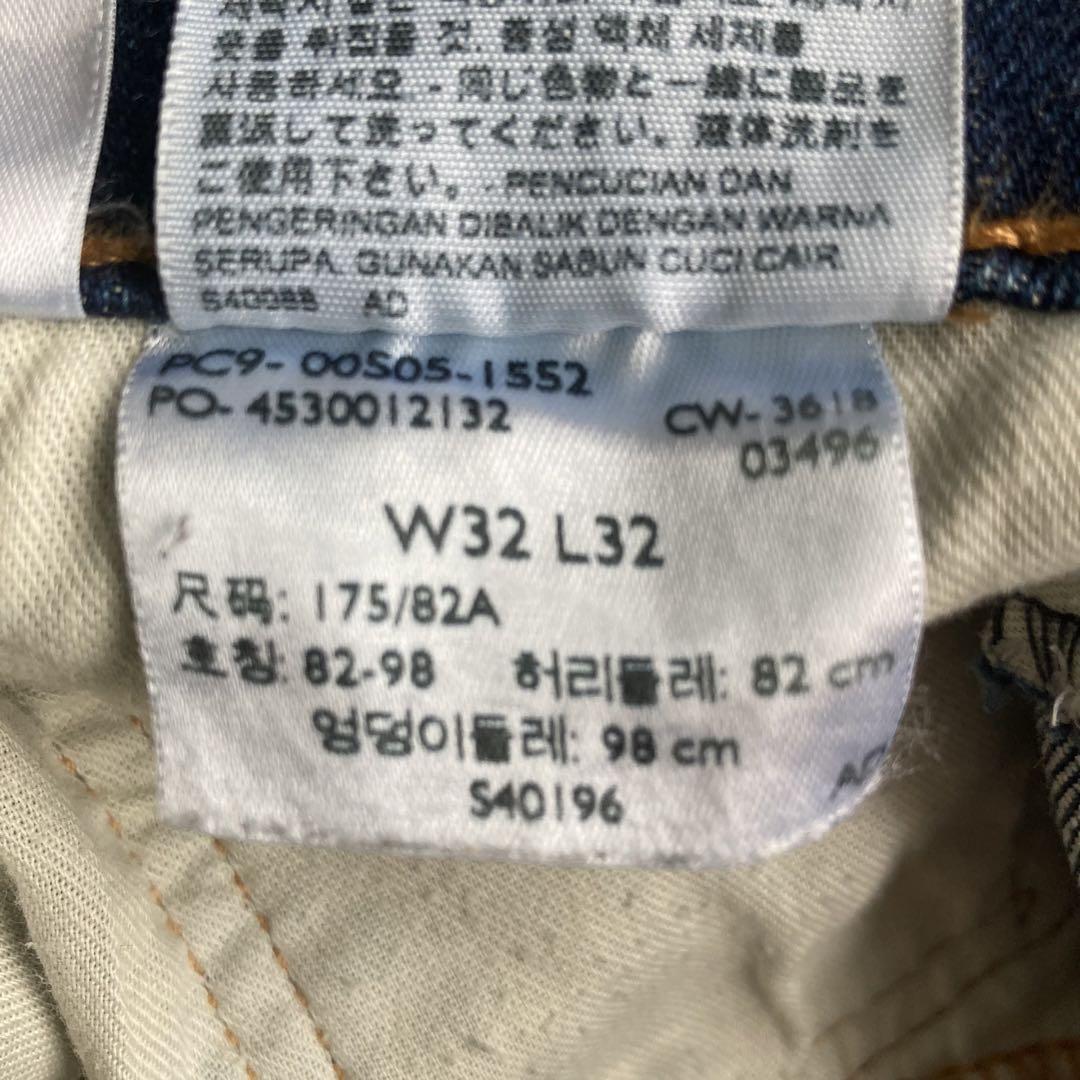 뜻을 뒤집을 것. 통성 액체 세제를
사용하세요. - 同じ色物と一緒に製品を
裏返して洗ってください。液体洗剤を
ご使用下さい。- PENCUCIAN DAN
PENGERINGAN DIBALIK DENGAN WARNA
SERUPA. GUNAKAN SABUN CUCI CAIR.
AD
PC9- 00S05-1552
PO- 4530012132
CW- 3618
03496
W32 L32
尺码: 175/82A
호칭: 82-98 허리둘레: 82 cm
엉덩이둘레: 98 cm
S40196